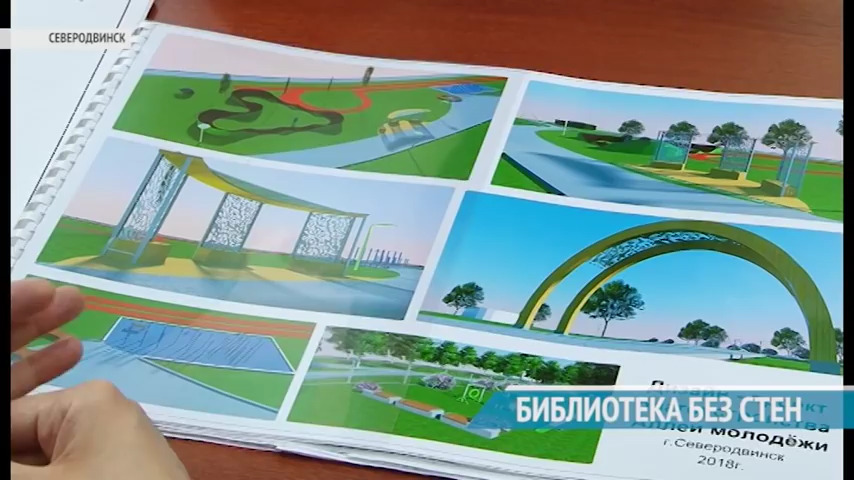 СЕВЕРОДВИНСК
БИБЛИОТЕКА БЕЗ СТЕН
Аллеи молодёжи
г.Северодвинск
2018г.